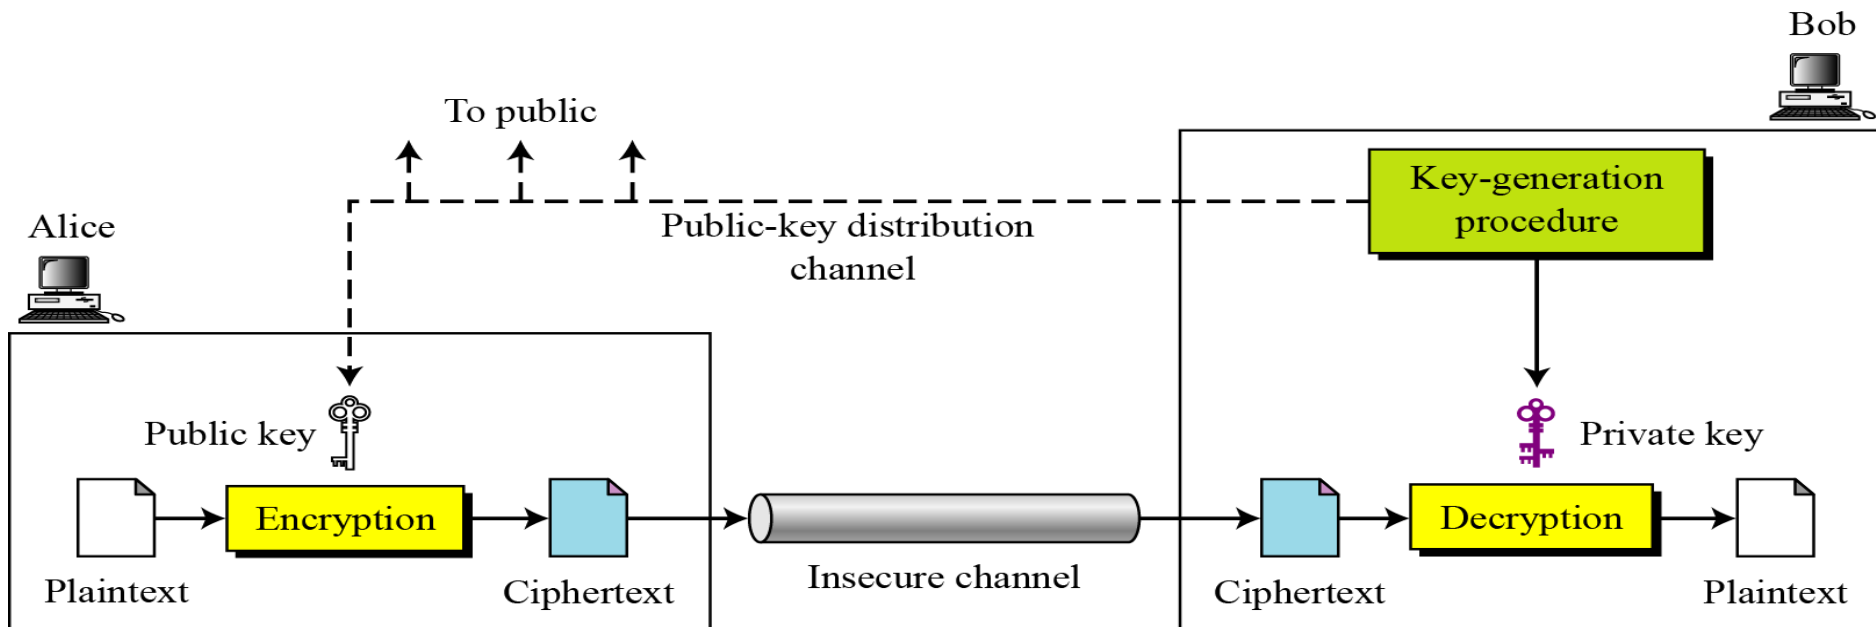 Bob
To public
Key-generation
procedure
Alice
Public-key distribution
channel
Public key
Private key
Encryption
Decryption
Plaintext
Ciphertext
Insecure channel
Ciphertext
Plaintext